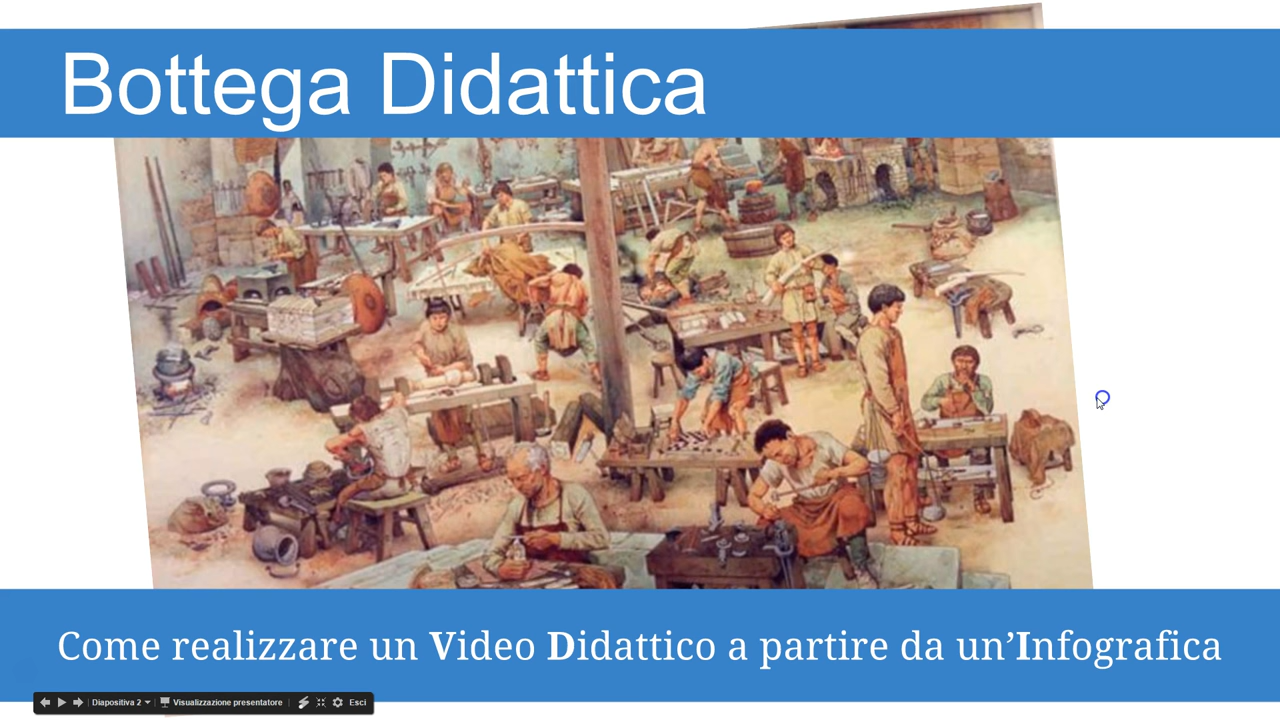 Bottega Didattica
Come realizzare un Video Didattico a partire da un’Infografica
Diapositiva 2 Visualizzazione presentatore Esci